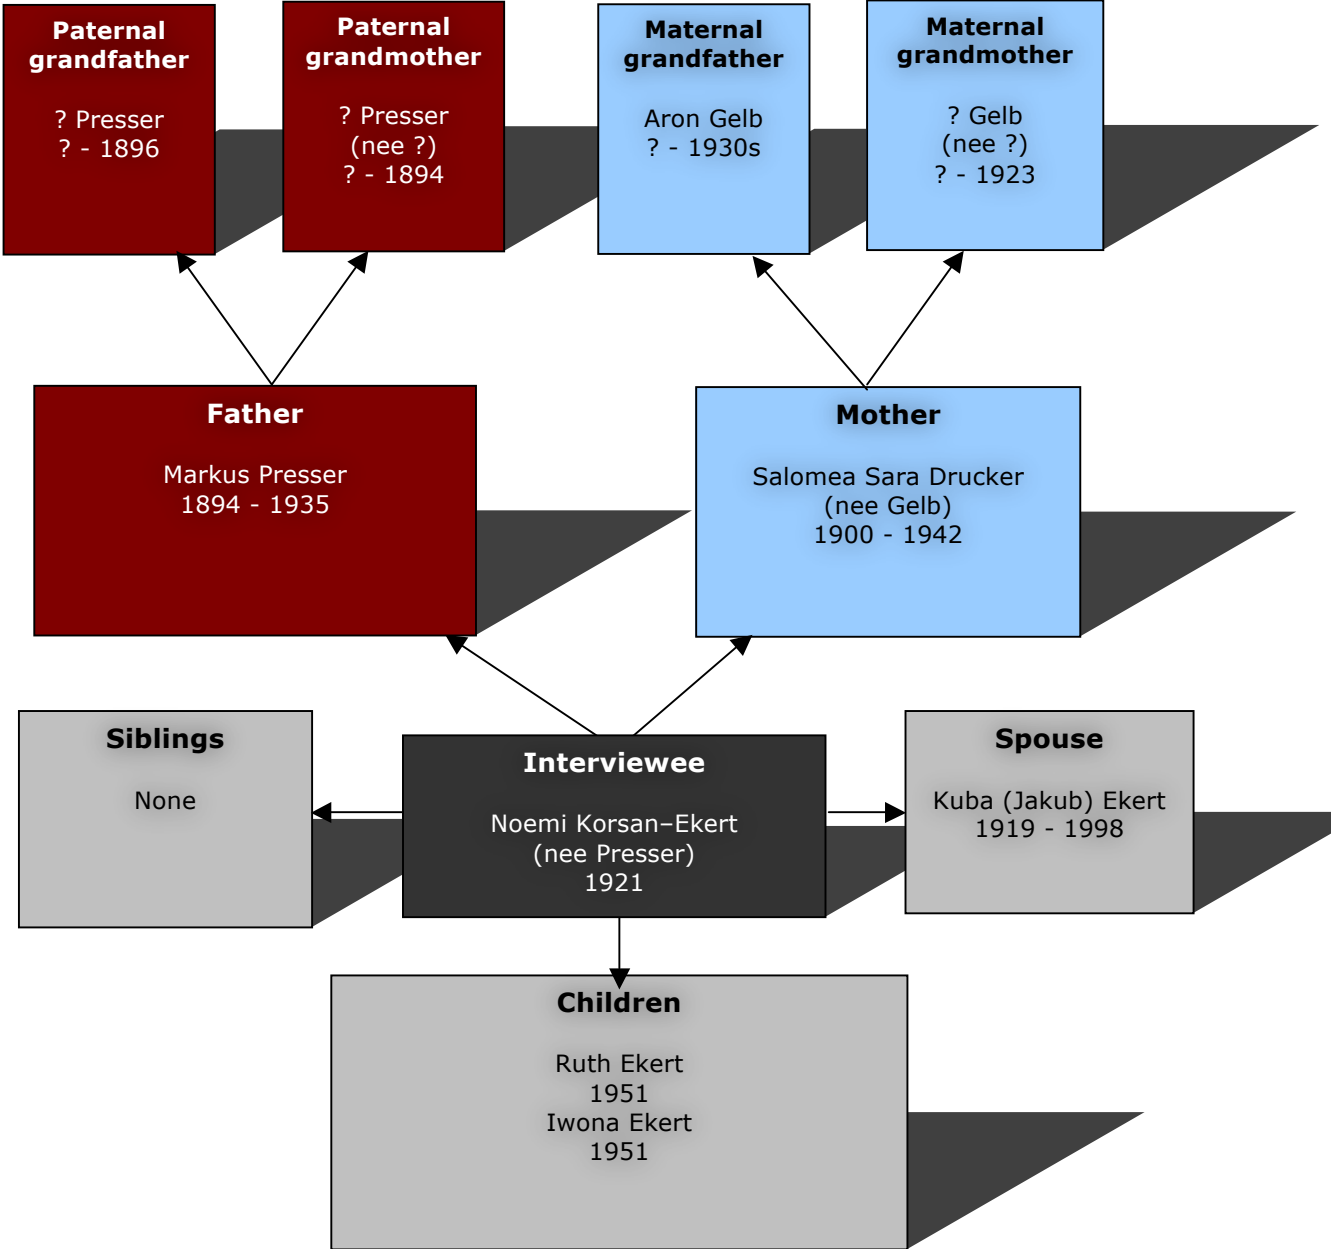 Paternal
grandfather
? Presser
? - 1896
Paternal
grandmother
? Presser
(nee ?)
? - 1894
Maternal
grandfather
Aron Gelb
? - 1930s
Maternal
grandmother
? Gelb
(nee ?)
? - 1923
Father
Markus Presser
1894 - 1935
Mother
Salomea Sara Drucker
(nee Gelb)
1900 - 1942
Siblings
None
Interviewee
Noemi Korsan–Ekert
(nee Presser)
1921
Spouse
Kuba (Jakub) Ekert
1919 - 1998
Children
Ruth Ekert
1951
Iwona Ekert
1951